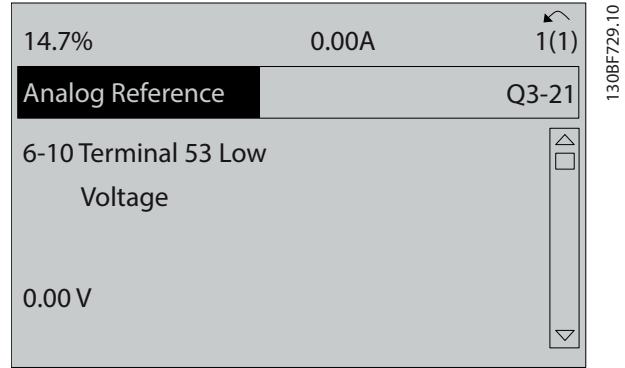 14.7% 0.00A 1(1)
Analog Reference Q3-21
6-10 Terminal 53 Low
Voltage
0.00 V
130BF729.10